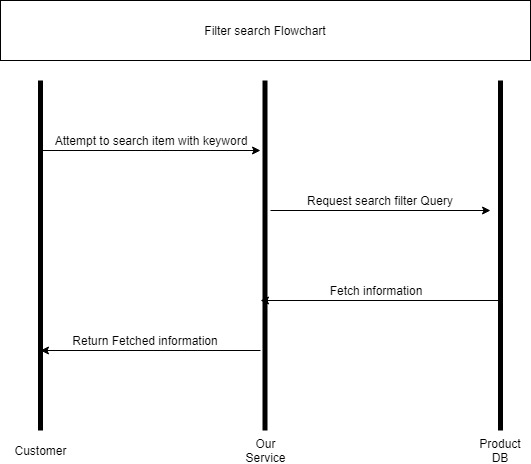 Filter search Flowchart
Attempt to search item with keyword
Request search filter Query
Fetch information
Return Fetched information
Customer
Our
Service
Product
DB